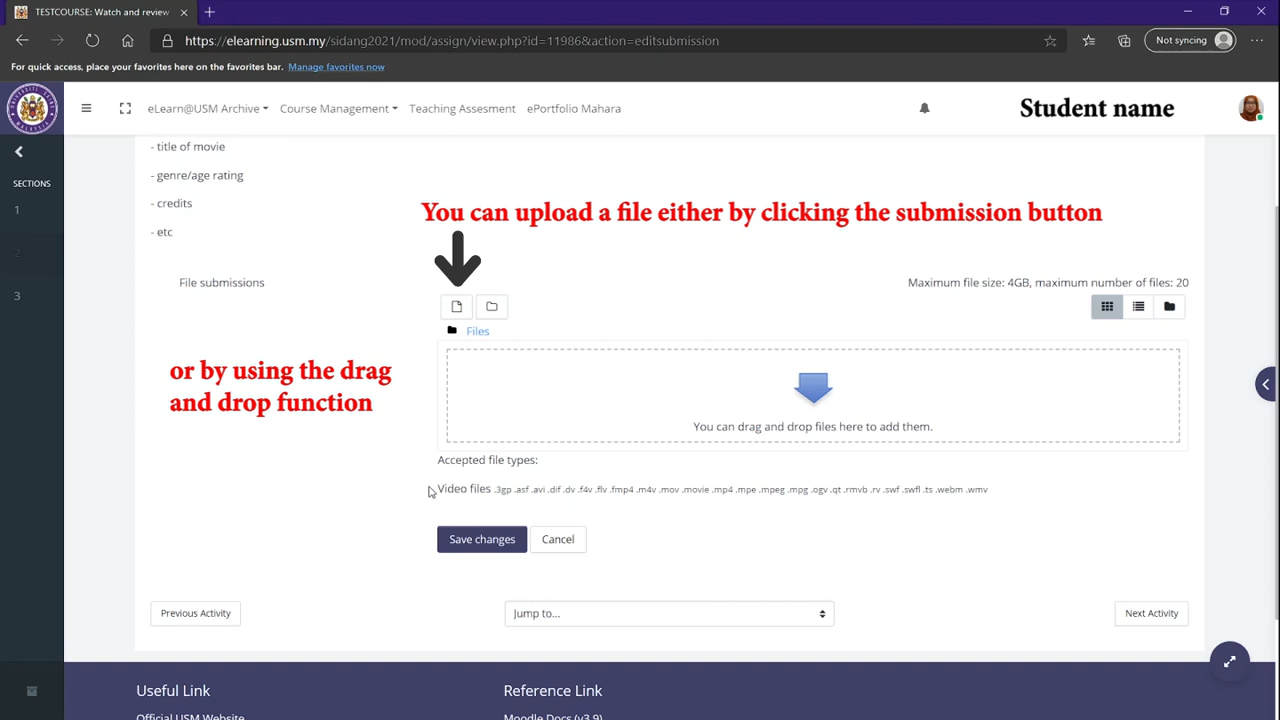 TESTCOURSE: Watch and review
https://elearning.usm.my/sidang2021/mod/assign/view.php?id=11986&action=editsubmission
Not syncing
For quick access, place your favorites here on the favorites bar. Manage favorites now
eLearn@USM Archive
Course Management
Teaching Assesment
ePortfolio Mahara
Student name
SECTIONS
1
2
3
- title of movie
- genre/age rating
- credits
- etc
You can upload a file either by clicking the submission button
File submissions
Maximum file size: 4GB, maximum number of files: 20
Files
or by using the drag
and drop function
You can drag and drop files here to add them.
Accepted file types:
Video files .3gp .asf .avi .dif .dv .f4v .flv .fmp4 .m4v .mov .movie .mp4 .mpe .mpeg .mpg .ogv .qt .rmvb .rv .swf .swfl .ts .webm .wmv
Save changes
Cancel
Previous Activity
Jump to...
Next Activity
Useful Link
Reference Link
Official USM Website
Moodle Docs (v3.9)